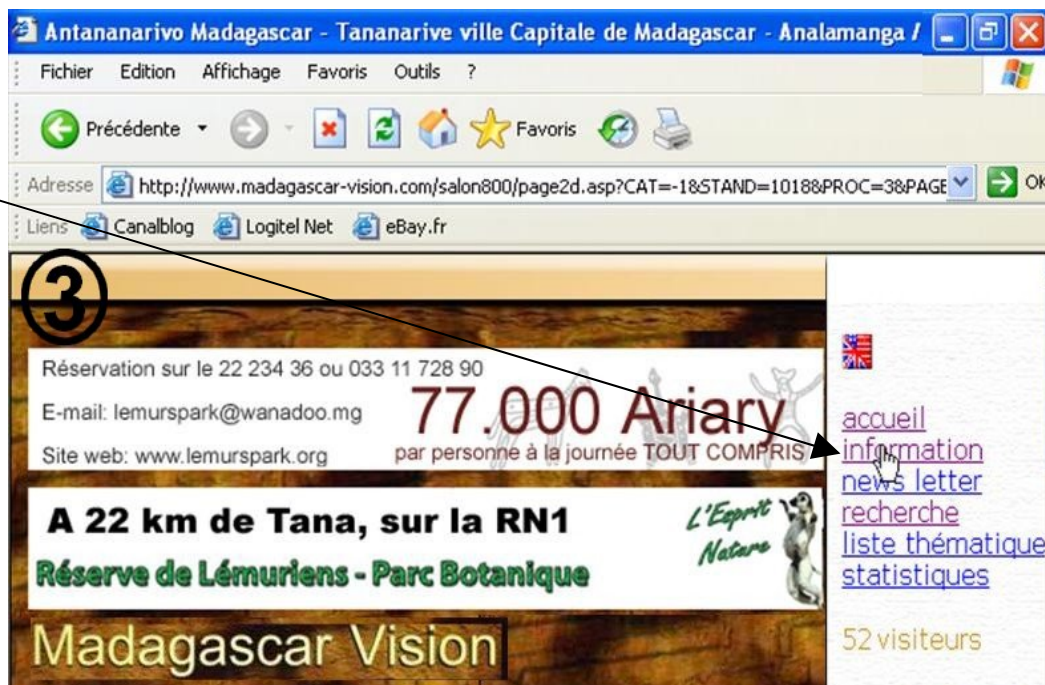 Antananarivo Madagascar - Tananarive ville Capitale de Madagascar - Analamanga /
Fichier Edition Affichage Favoris Outils ?
Précédente Favoris
Adresse http://www.madagascar-vision.com/salon800/page2d.asp?CAT=-1&STAND=1018&PROC=3&PAGE OK
Liens Canalblog Logitel Net eBay.fr
3
Réservation sur le 22 234 36 ou 033 11 728 90
E-mail: lemurspark@wanadoo.mg
Site web: www.lemurspark.org
77.000 Ariary
par personne à la journée TOUT COMPRIS
A 22 km de Tana, sur la RN1
Réserve de Lémuriens - Parc Botanique
L'Esprit
Nature
Madagascar Vision
accueil
information
news letter
recherche
liste thématique
statistiques
52 visiteurs